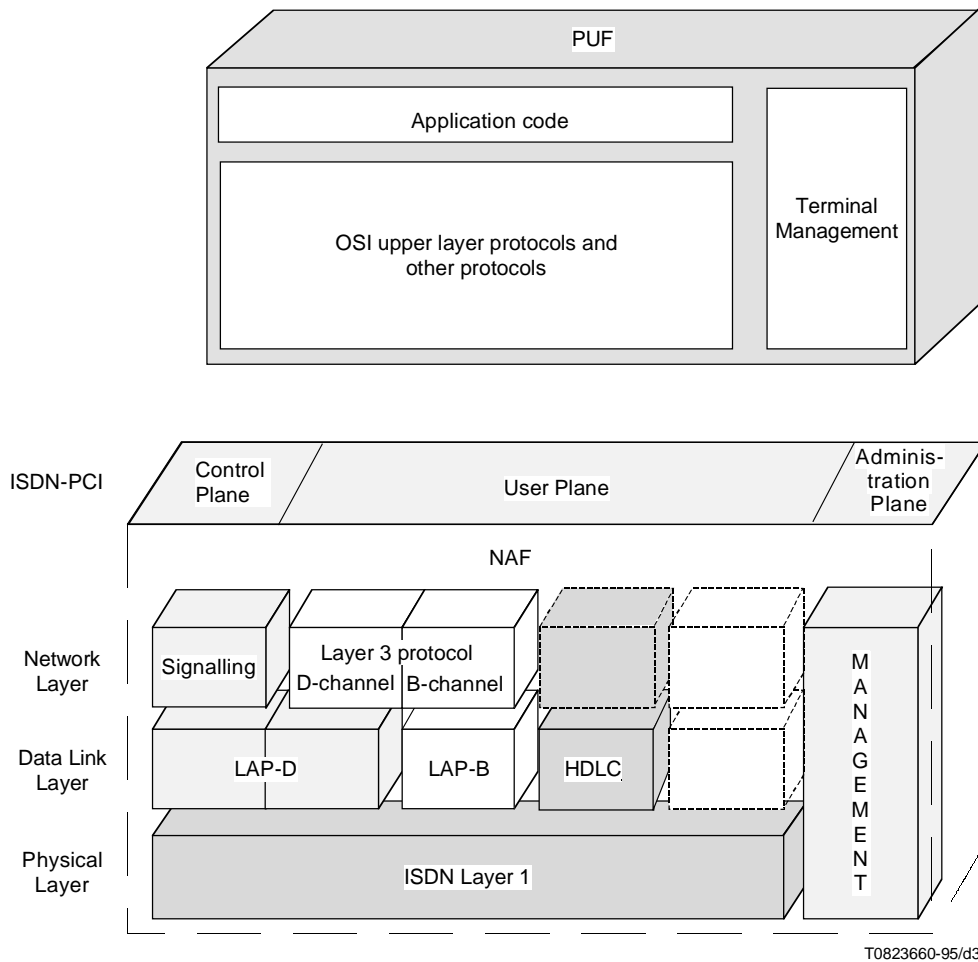 PUF
Application code
Terminal
Management
OSI upper layer protocols and
other protocols
ISDN-PCI
Control
Plane
User Plane
Adminis-
tration
Plane
NAF
Network
Layer
Signalling
Layer 3 protocol
D-channel
B-channel
Data Link
Layer
LAP-D
LAP-B
HDLC
Physical
Layer
ISDN Layer 1
M
A
N
A
G
E
M
E
N
T
T0823660-95/d3